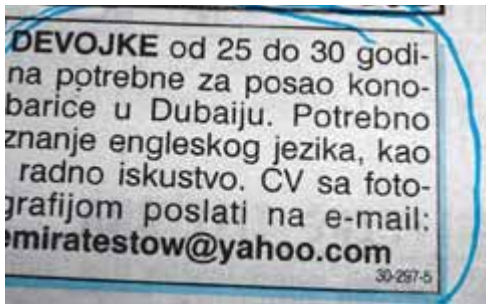 DEVOJKE od 25 do 30 godi-
na potrebne za posao kono-
barice u Dubaiju. Potrebno
znanje engleskog jezika, kao
radno iskustvo. CV sa foto-
grafijom poslati na e-mail:
emiratestow@yahoo.com
30-297-5